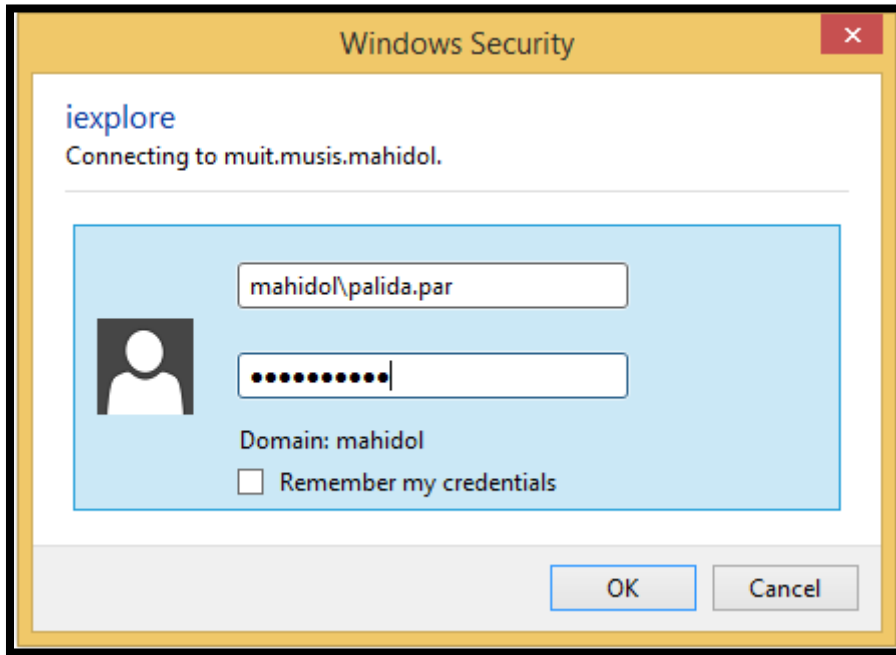 Windows Security
iexplore
Connecting to muit.musis.mahidol.
mahidol\palida.par
●●●●●●●●●●
Domain: mahidol
Remember my credentials
OK
Cancel